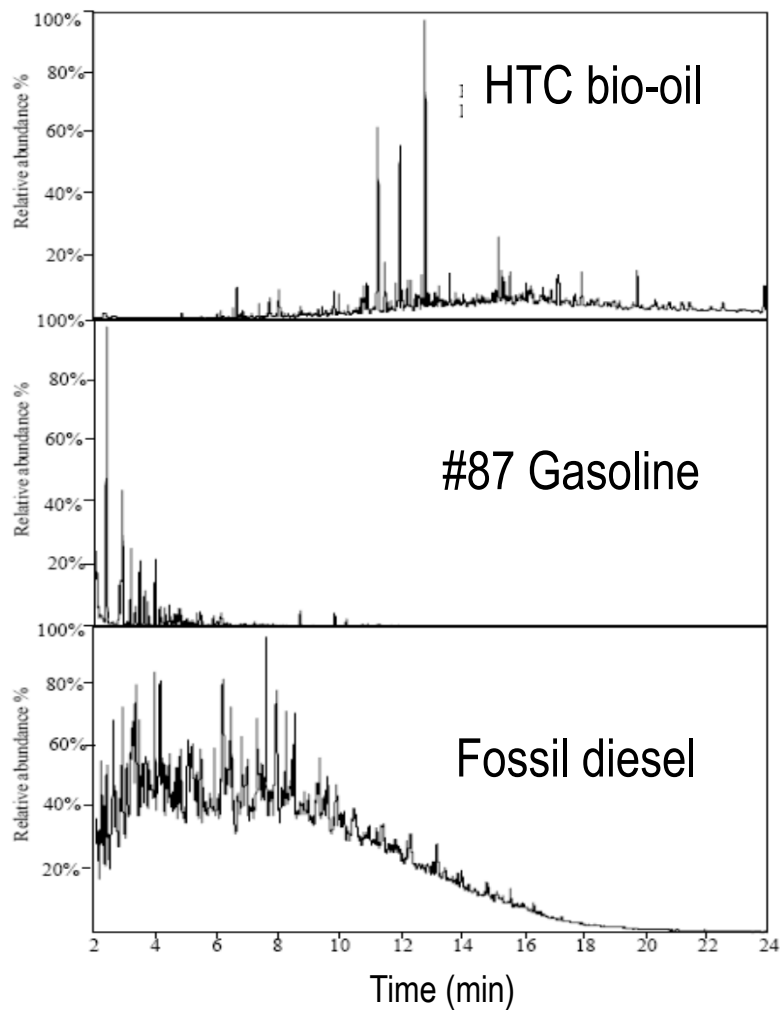 100%
80%
60%
40%
20%
Relative abundance %
HTC bio-oil
100%
80%
60%
40%
20%
Relative abundance %
#87 Gasoline
100%
80%
60%
40%
20%
Relative abundance %
Fossil diesel
2 4 6 8 10 12 14 16 18 20 22 24
Time (min)